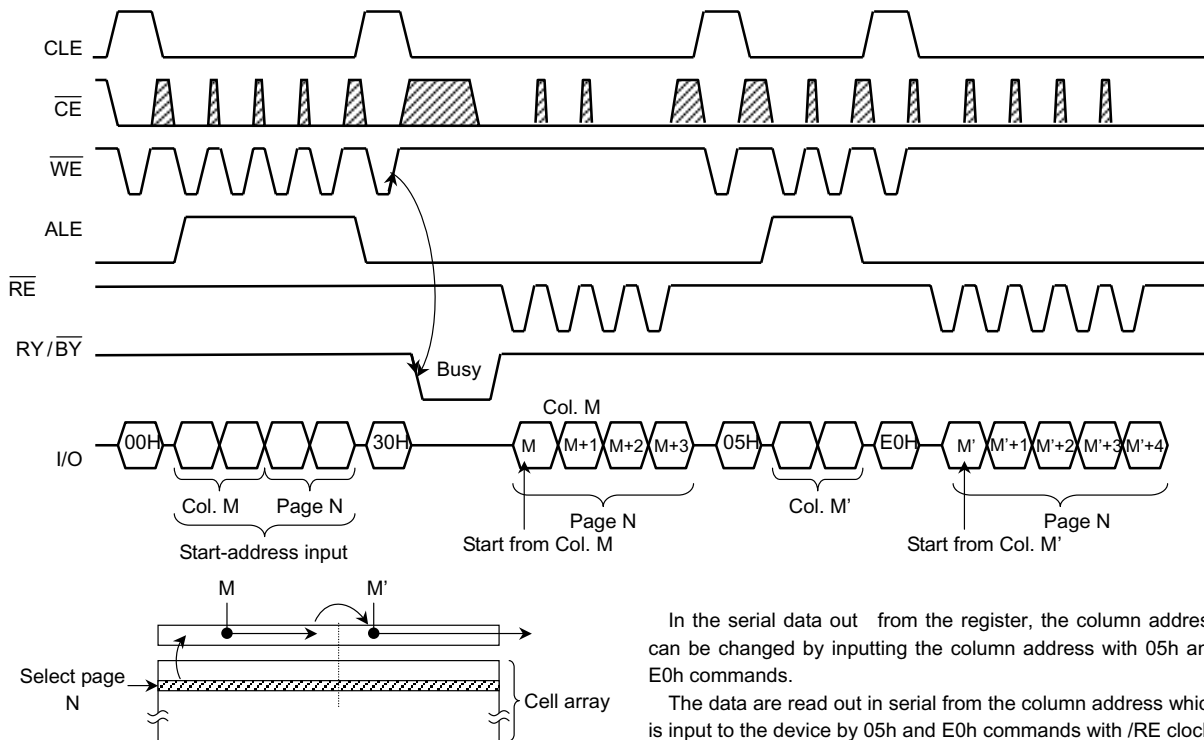 CLE
CE
WE
ALE
RE
RY/BY
Busy
Col. M
I/O
00H
30H
M M+1 M+2 M+3
05H
E0H
M' M'+1 M'+2 M'+3 M'+4
Col. M Page N
Start-address input
Page N
Start from Col. M
Col. M'
Page N
Start from Col. M'
M M'
Select page
N
Cell array
In the serial data out from the register, the column addres
can be changed by inputting the column address with 05h an
E0h commands.
The data are read out in serial from the column address whic
is input to the device by 05h and E0h commands with /RE clock